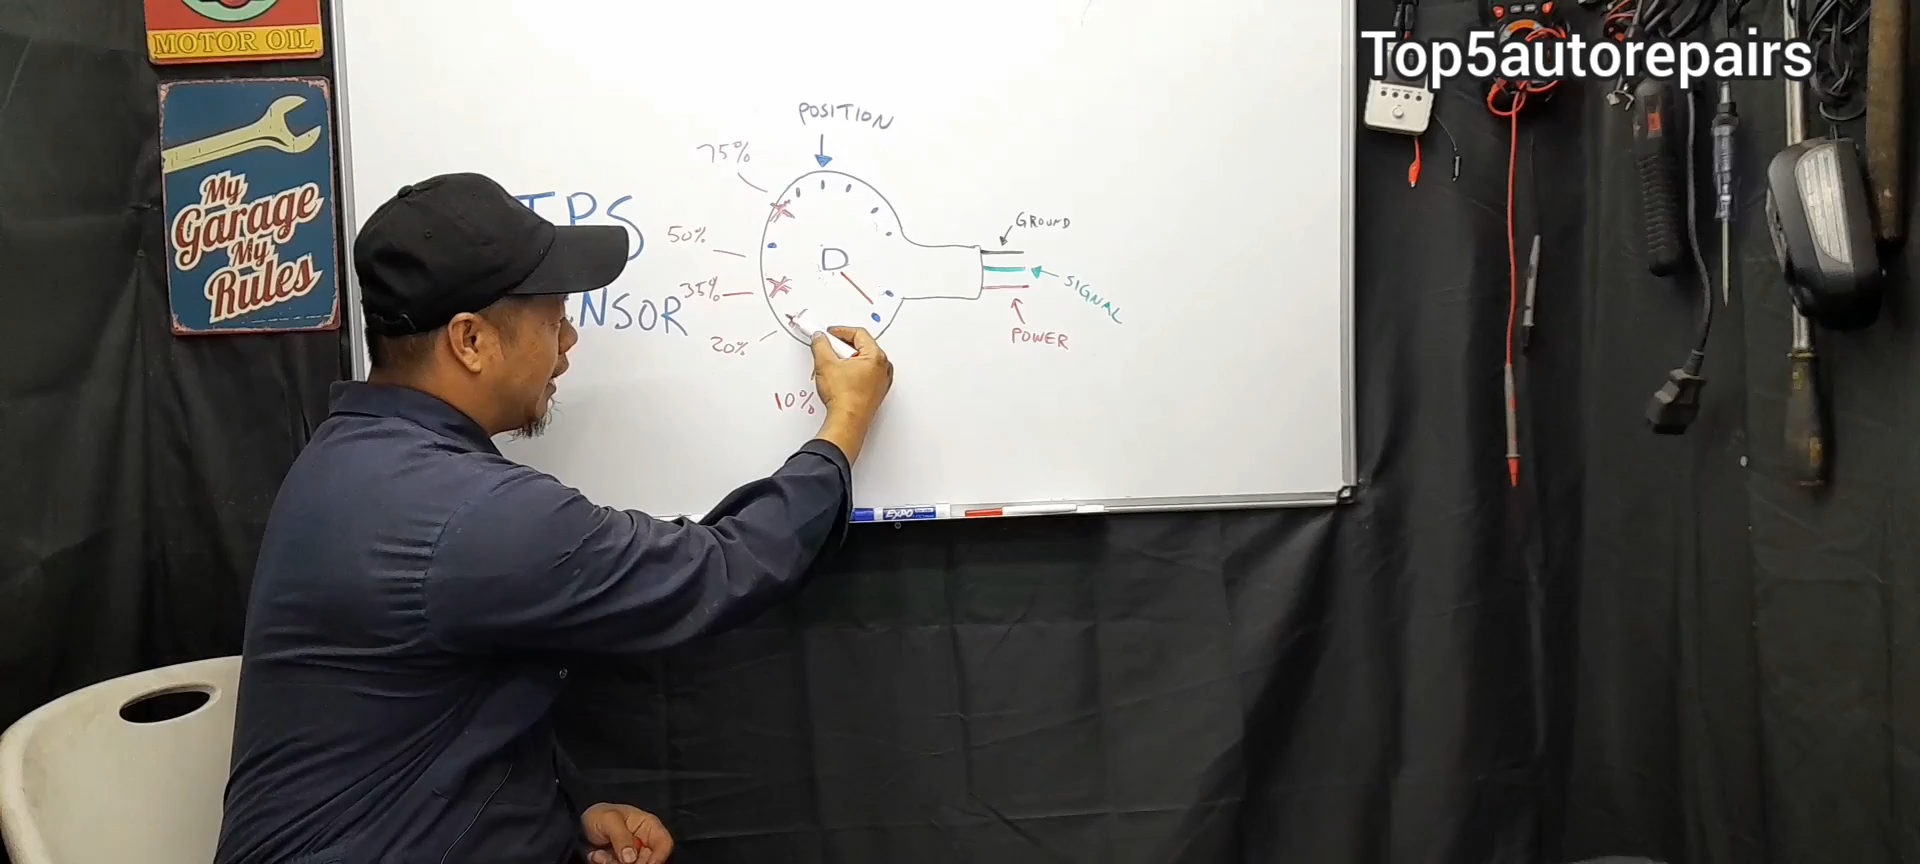 Top5autorepairs
MOTOR OIL
My
Garage
My
Rules
POSITION
75%
TPS
50%
GROUND
SIGNAL
35%
NSOR
POWER
20%
10%
D
EXPO